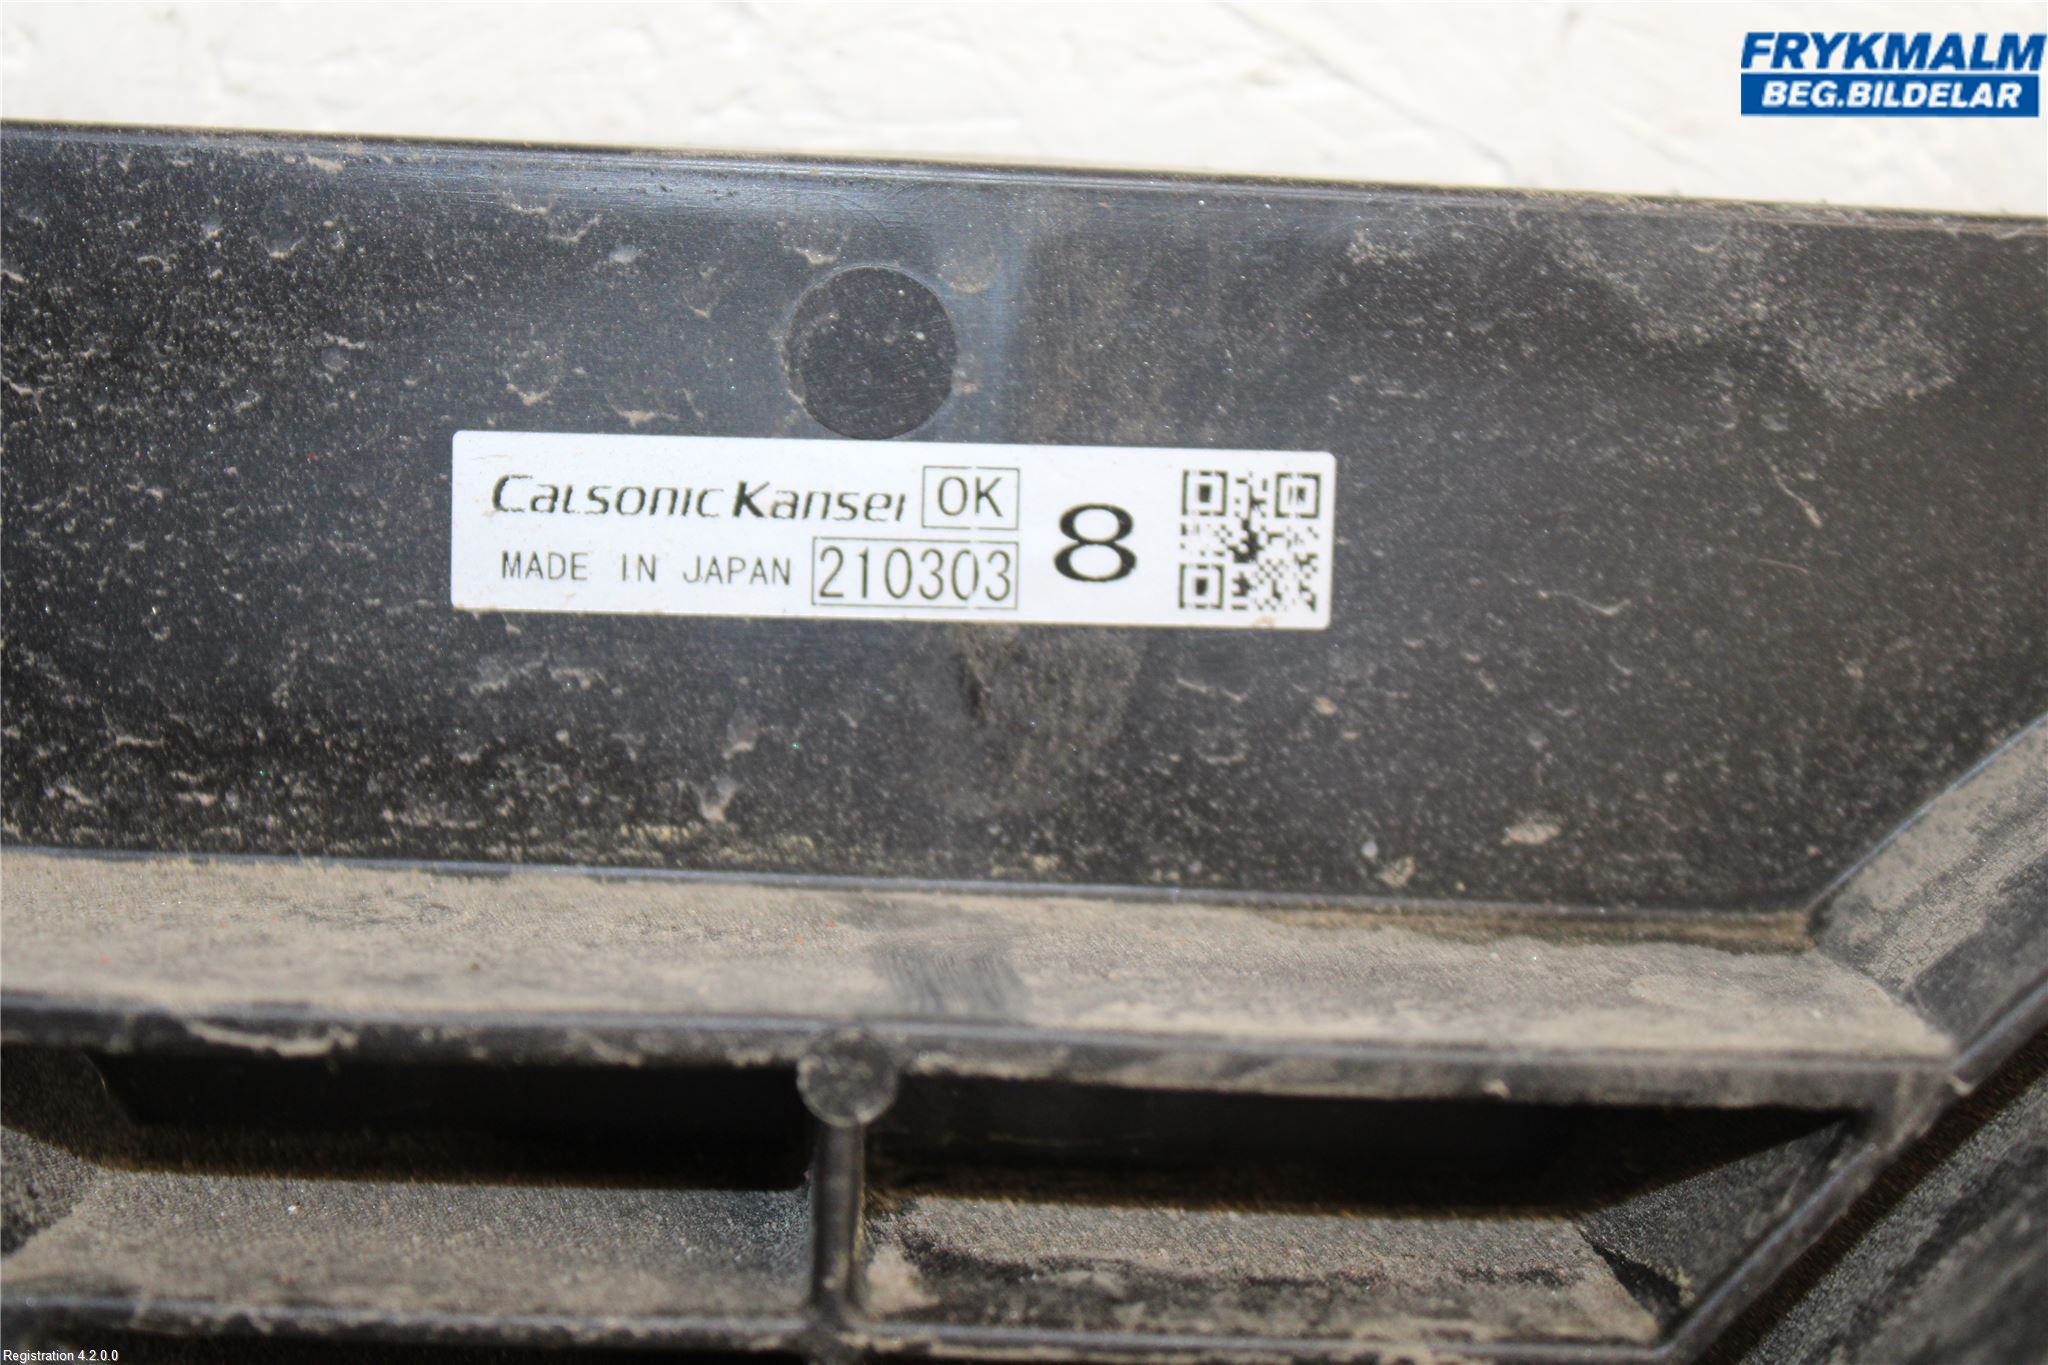 FRYKMALM
BEG.BILDELAR
CalsonicKansei OK
MADE IN JAPAN 210303
8
Registration 4.2.0.0